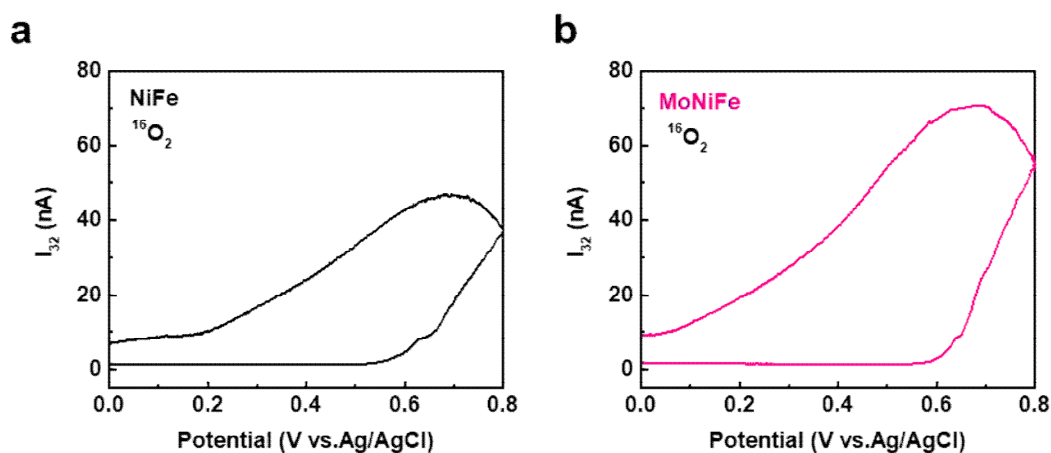 a
NiFe
¹⁶O₂
80
60
40
20
0
I₃₂ (nA)
0.0 0.2 0.4 0.6 0.8
Potential (V vs.Ag/AgCl)
b
MoNiFe
¹⁶O₂
80
60
40
20
0
I₃₂ (nA)
0.0 0.2 0.4 0.6 0.8
Potential (V vs.Ag/AgCl)